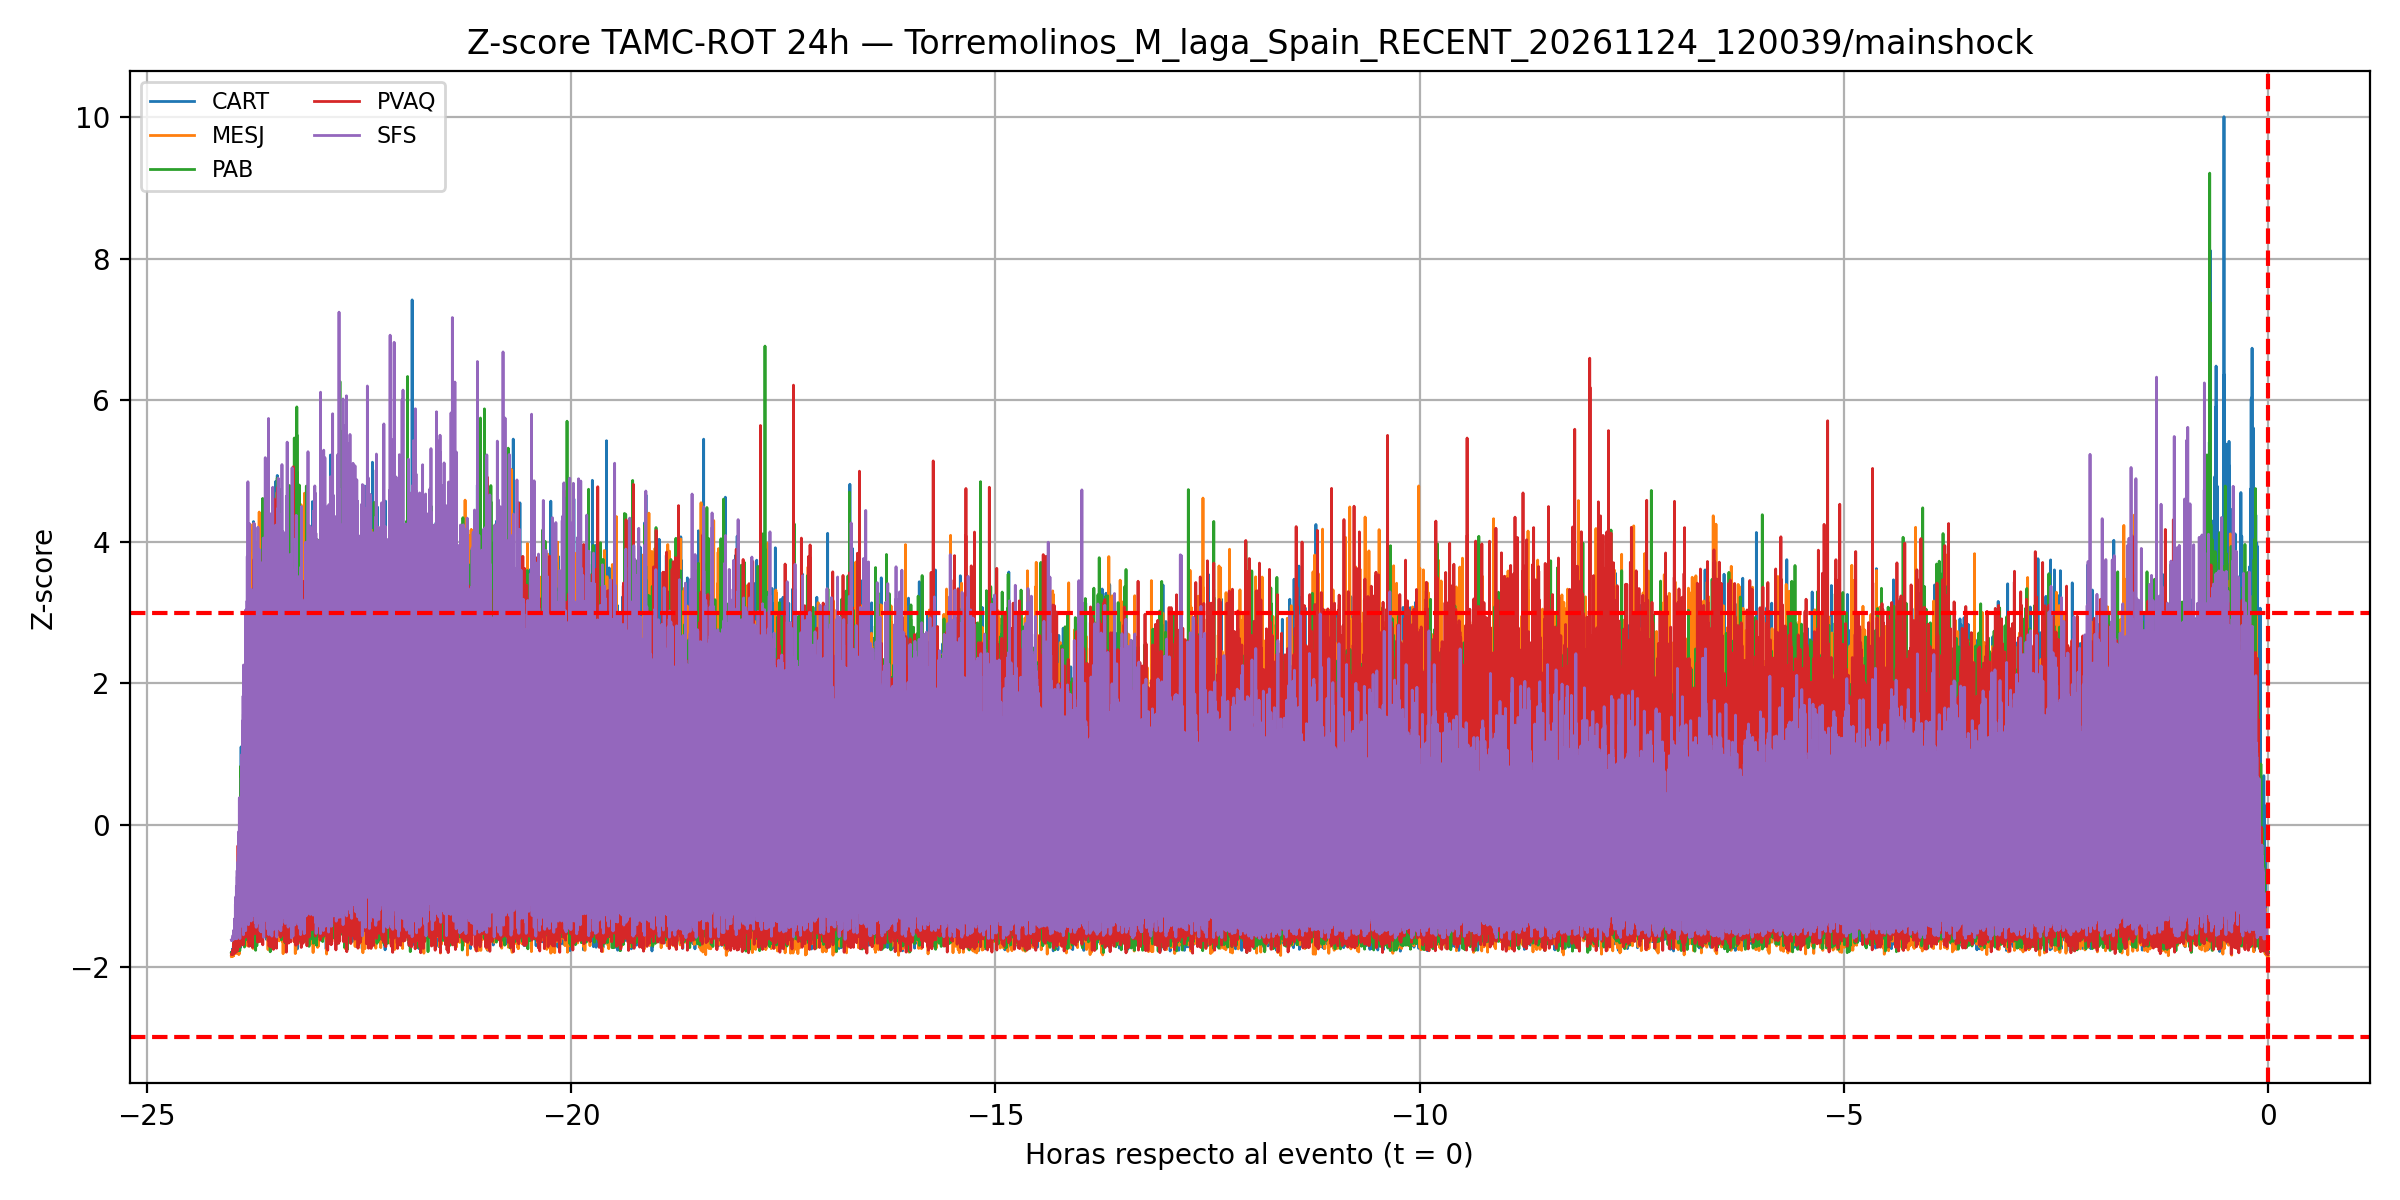 Z-score TAMC-ROT 24h — Torremolinos_M_laga_Spain_RECENT_20261124_120039/mainshock
CART
MESJ
PAB
PVAQ
SFS
Z-score
10
8
6
4
2
0
−2
−25
−20
−15
−10
−5
0
Horas respecto al evento (t = 0)